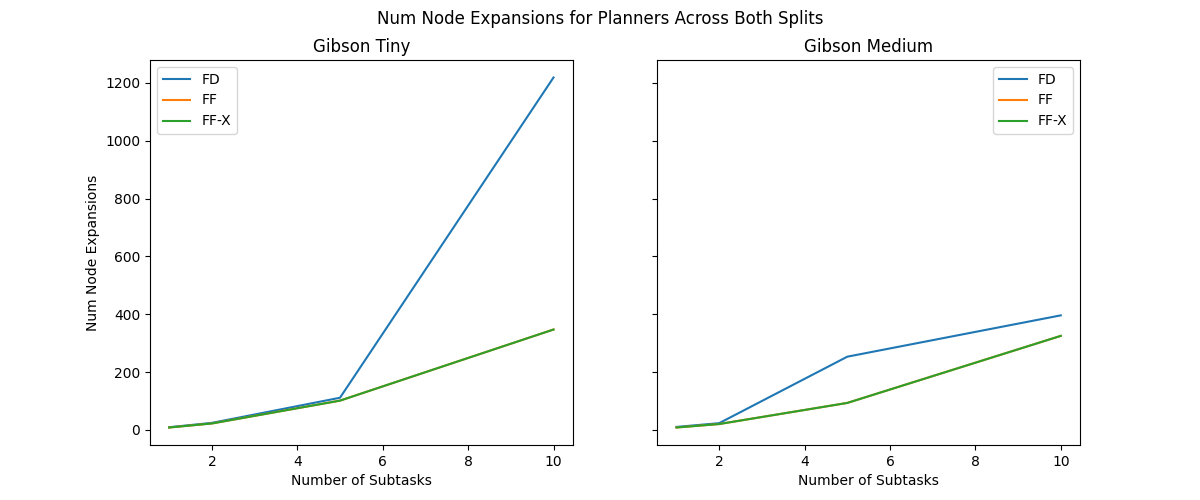 Num Node Expansions for Planners Across Both Splits
Gibson Tiny
FD
FF
FF-X
1200
1000
800
600
400
200
0
Num Node Expansions
2 4 6 8 10
Number of Subtasks
Gibson Medium
FD
FF
FF-X
2 4 6 8 10
Number of Subtasks